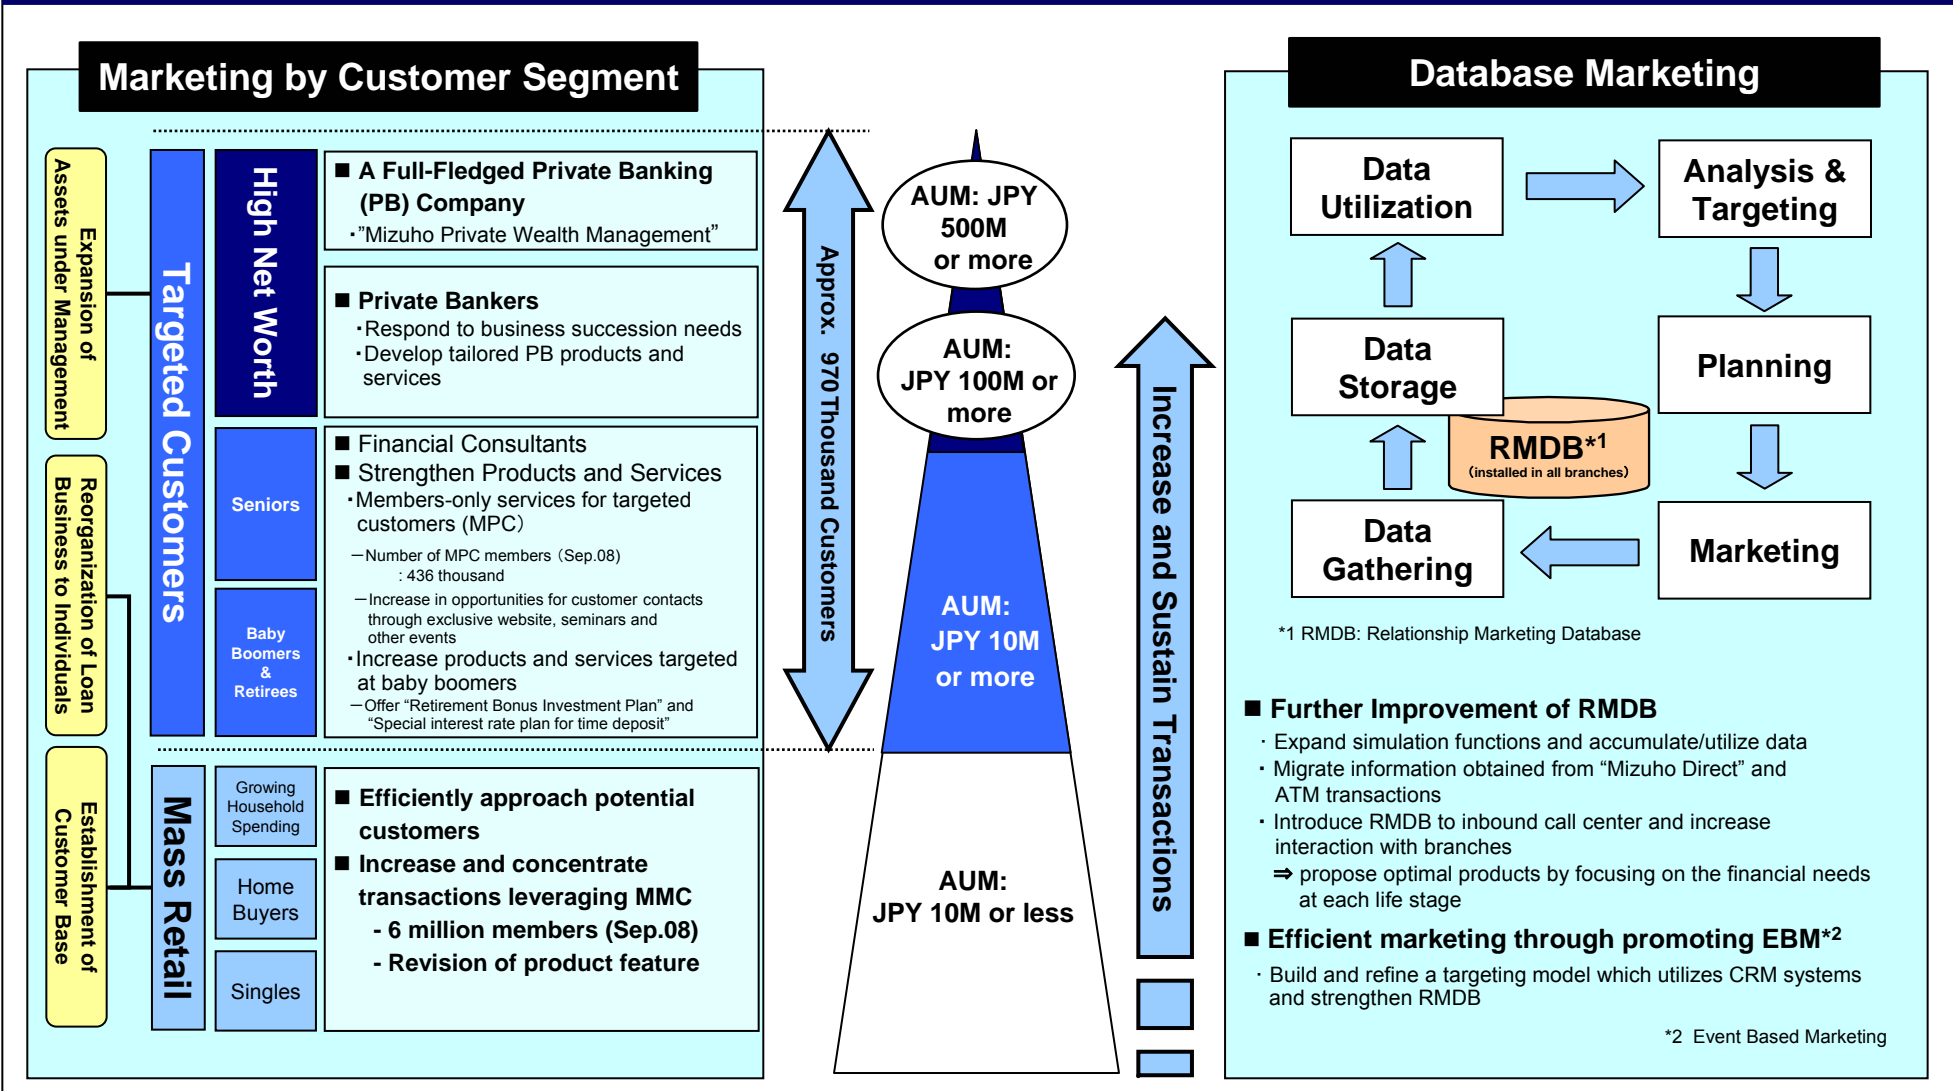 Marketing by Customer Segment
Expansion of
Assets under Management
Reorganization of Loan
Business to Individuals
Establishment of
Customer Base
Targeted Customers
High Net Worth
■ A Full-Fledged Private Banking
(PB) Company
・"Mizuho Private Wealth Management"
■ Private Bankers
・Respond to business succession needs
・Develop tailored PB products and
services
Seniors
Baby
Boomers
&
Retirees
■ Financial Consultants
■ Strengthen Products and Services
・Members-only services for targeted
customers (MPC）
－Number of MPC members（Sep.08)
: 436 thousand
－Increase in opportunities for customer contacts
through exclusive website, seminars and
other events
・Increase products and services targeted
at baby boomers
－Offer “Retirement Bonus Investment Plan” and
“Special interest rate plan for time deposit”
Mass Retail
Growing
Household
Spending
Home
Buyers
Singles
■ Efficiently approach potential
customers
■ Increase and concentrate
transactions leveraging MMC
- 6 million members (Sep.08)
- Revision of product feature
Approx. 970 Thousand Customers
AUM: JPY
500M
or more
AUM:
JPY 100M or
more
AUM:
JPY 10M
or more
AUM:
JPY 10M or less
Increase and Sustain Transactions
Database Marketing
Data
Utilization
Analysis &
Targeting
Data
Storage
Planning
RMDB*1
（installed in all branches）
Data
Gathering
Marketing
*1 RMDB: Relationship Marketing Database
■ Further Improvement of RMDB
・Expand simulation functions and accumulate/utilize data
・Migrate information obtained from “Mizuho Direct” and
ATM transactions
・Introduce RMDB to inbound call center and increase
interaction with branches
⇒ propose optimal products by focusing on the financial needs
at each life stage
■ Efficient marketing through promoting EBM*2
・Build and refine a targeting model which utilizes CRM systems
and strengthen RMDB
*2 Event Based Marketing